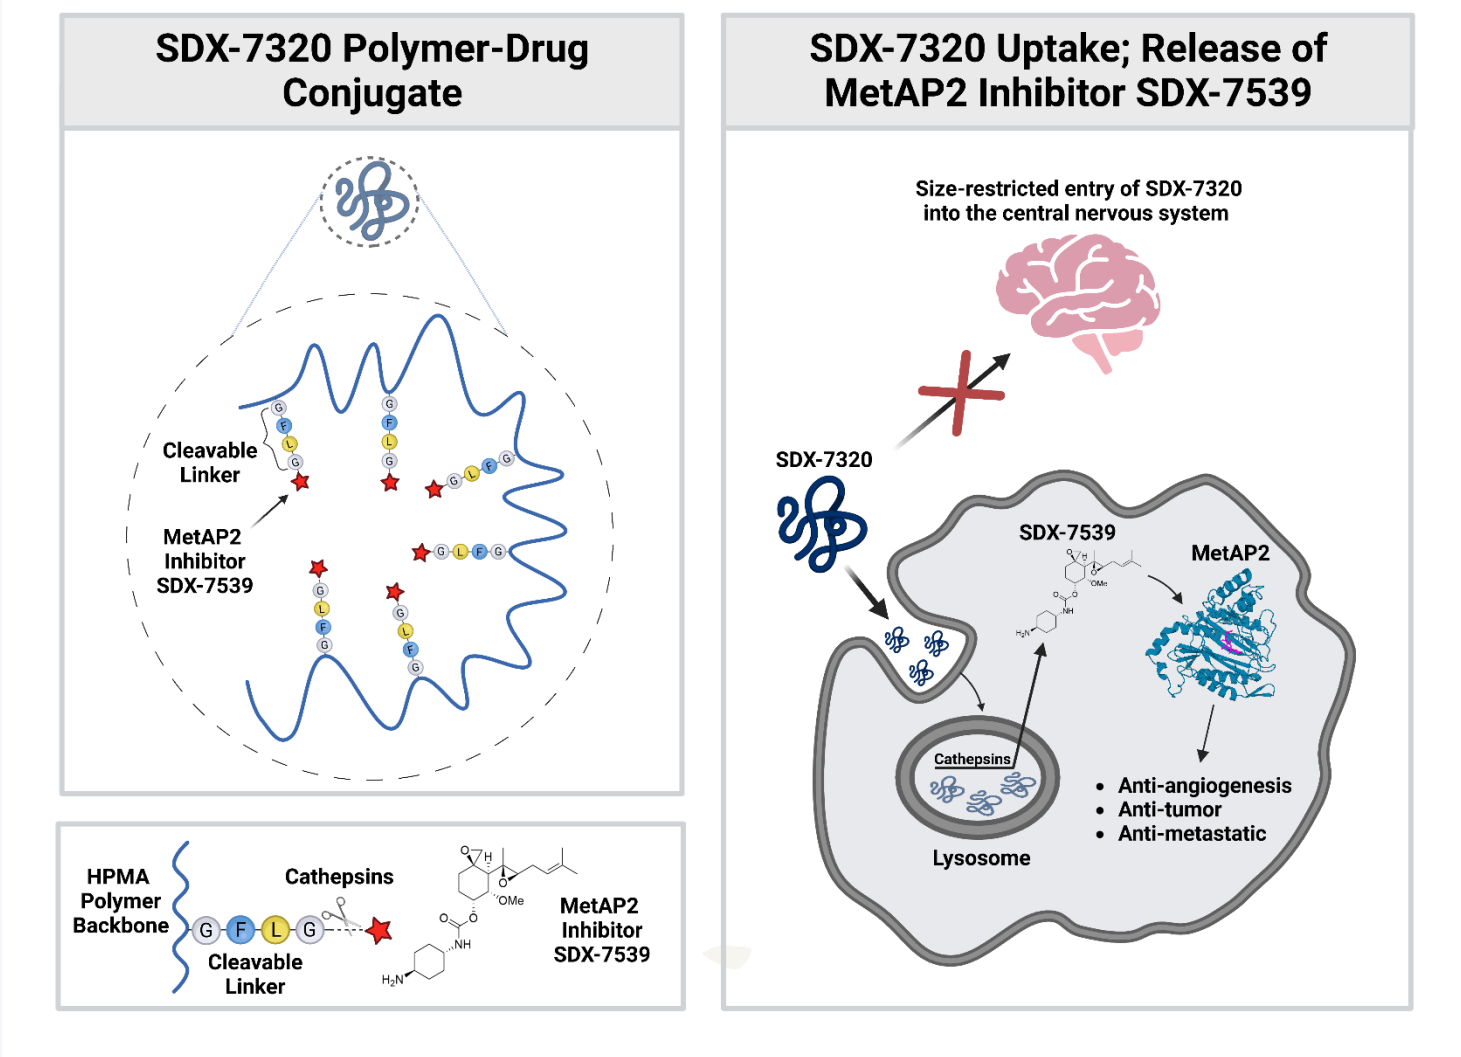 SDX-7320 Polymer-Drug
Conjugate
G
F
L
G
G
F
L
G
G
L
F
G
Cleavable
Linker
MetAP2
Inhibitor
SDX-7539
G
L
F
G
G
L
F
G
G
L
F
G
HPMA
Polymer
Backbone
G
F
L
G
Cathepsins
Cleavable
Linker
O
H
O
OMe
O
O
NH
H₂N
MetAP2
Inhibitor
SDX-7539
SDX-7320 Uptake; Release of
MetAP2 Inhibitor SDX-7539
Size-restricted entry of SDX-7320
into the central nervous system
SDX-7320
SDX-7539
O
H
O
OMe
O
O
NH
H₂N
MetAP2
Cathepsins
Lysosome
• Anti-angiogenesis
• Anti-tumor
• Anti-metastatic